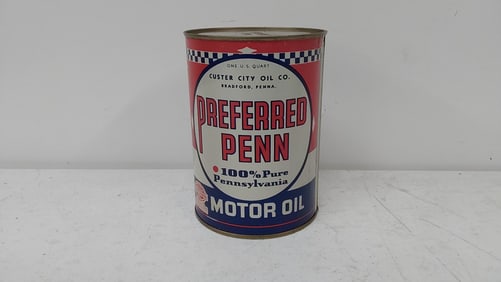 ONE U.S. QUART
CUSTER CITY OIL CO.
BRADFORD, PENNA.
PREFERRED
PENN
100% Pure
Pennsylvania
MOTOR OIL